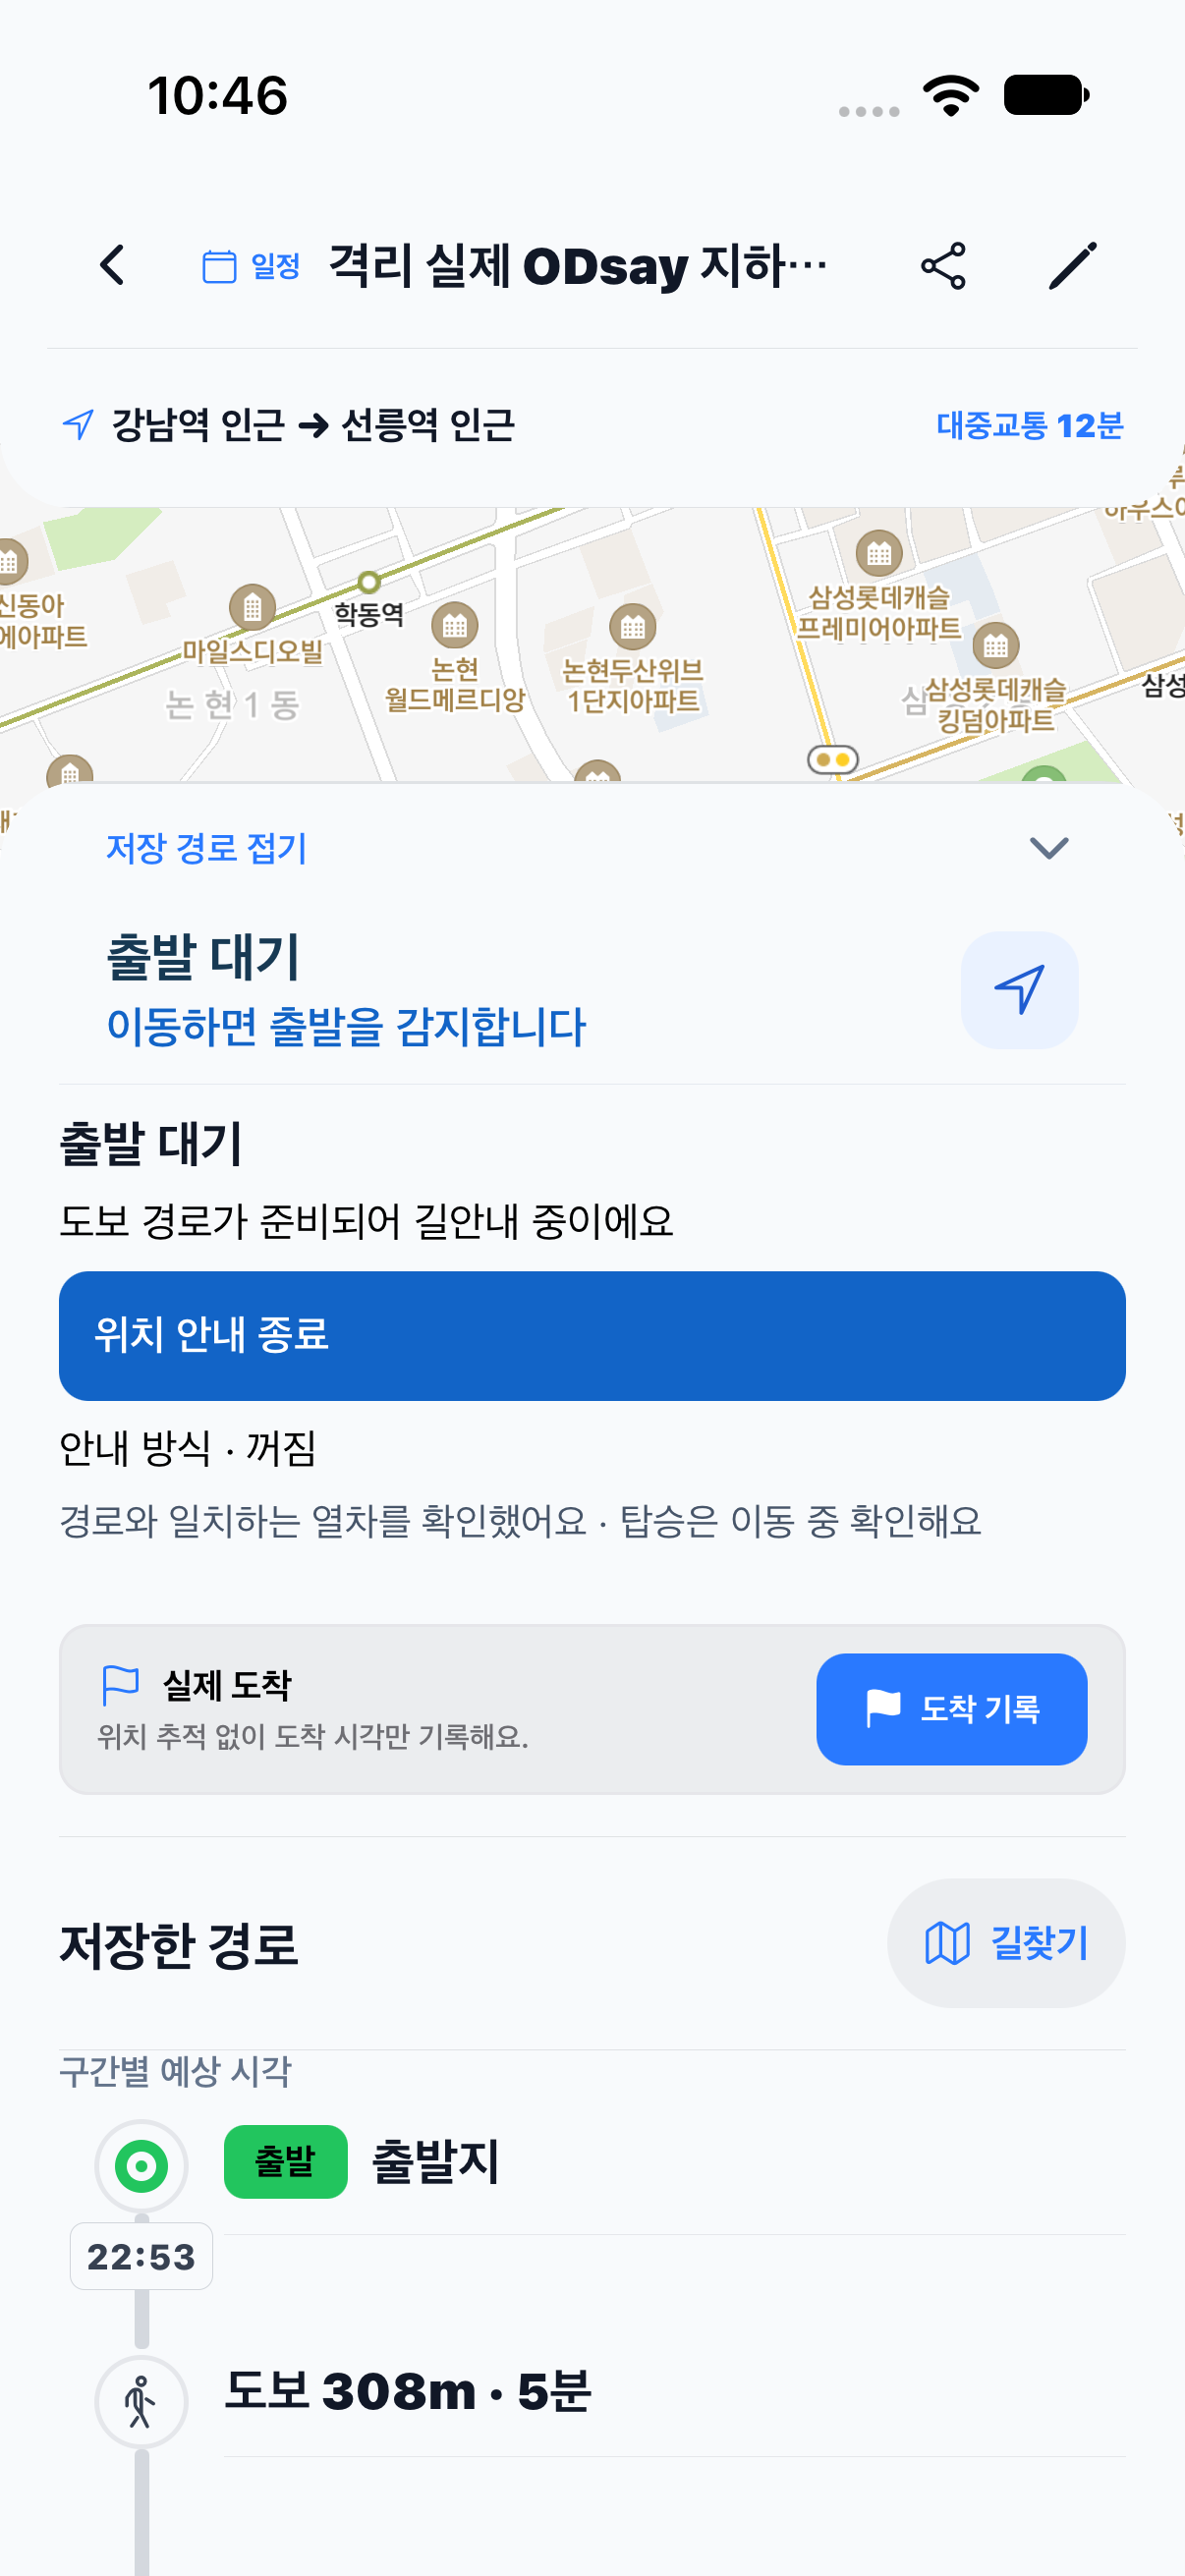 10:46
일정 격리 실제 ODsay 지하…
강남역 인근 → 선릉역 인근
대중교통 12분
하우스
신동아
에아파트
마일스디오빌
학동역
논현1동
논현
월드메르디앙
논현두산위브
1단지아파트
삼성롯데캐슬
프레미어아파트
삼성롯데캐슬
킹덤아파트
삼성
저장 경로 접기
출발 대기
이동하면 출발을 감지합니다
출발 대기
도보 경로가 준비되어 길안내 중이에요
위치 안내 종료
안내 방식 · 꺼짐
경로와 일치하는 열차를 확인했어요 · 탑승은 이동 중 확인해요
실제 도착
위치 추적 없이 도착 시각만 기록해요.
도착 기록
저장한 경로
길찾기
구간별 예상 시각
출발 출발지
22:53
도보 308m · 5분